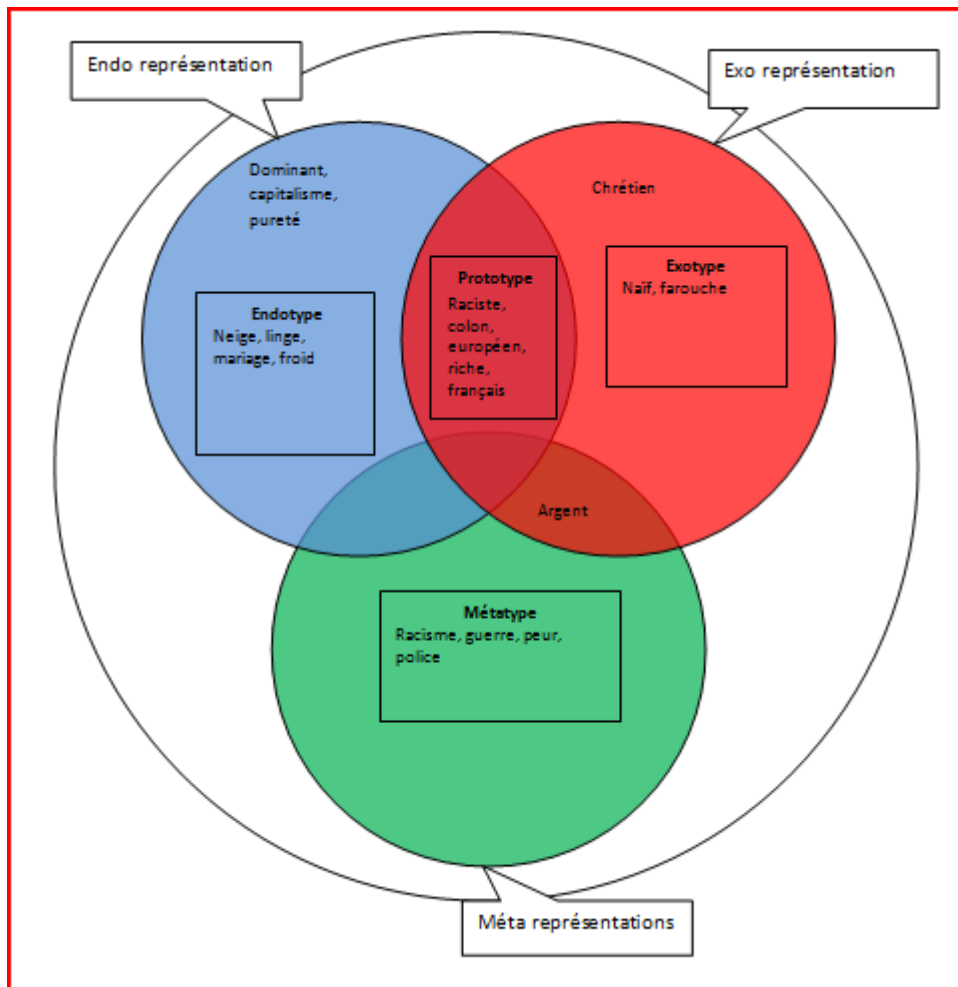 Endo représentation
Exo représentation
Dominant,
capitalisme,
pureté
Chrétien
Endotype
Neige, linge,
mariage, froid
Prototype
Raciste,
colon,
européen,
riche,
français
Exotype
Naïf, farouche
Argent
Métatype
Racisme, guerre, peur,
police
Méta représentations